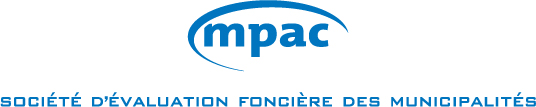 mpac
SOCIÉTÉ D'ÉVALUATION FONCIÈRE DES MUNICIPALITÉS